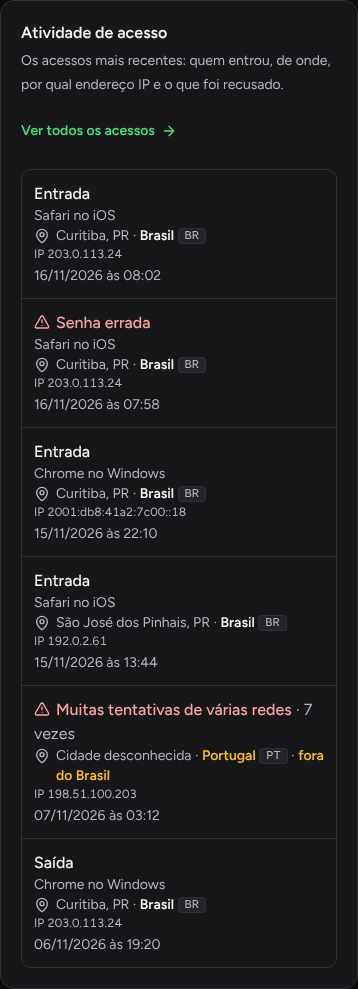 Atividade de acesso
Os acessos mais recentes: quem entrou, de onde,
por qual endereço IP e o que foi recusado.
Ver todos os acessos →
Entrada
Safari no iOS
Curitiba, PR · Brasil BR
IP 203.0.113.24
16/11/2026 às 08:02
Senha errada
Safari no iOS
Curitiba, PR · Brasil BR
IP 203.0.113.24
16/11/2026 às 07:58
Entrada
Chrome no Windows
Curitiba, PR · Brasil BR
IP 2001:db8:41a2:7c00::18
15/11/2026 às 22:10
Entrada
Safari no iOS
São José dos Pinhais, PR · Brasil BR
IP 192.0.2.61
15/11/2026 às 13:44
Muitas tentativas de várias redes · 7
vezes
Cidade desconhecida · Portugal PT · fora
do Brasil
IP 198.51.100.203
07/11/2026 às 03:12
Saída
Chrome no Windows
Curitiba, PR · Brasil BR
IP 203.0.113.24
06/11/2026 às 19:20